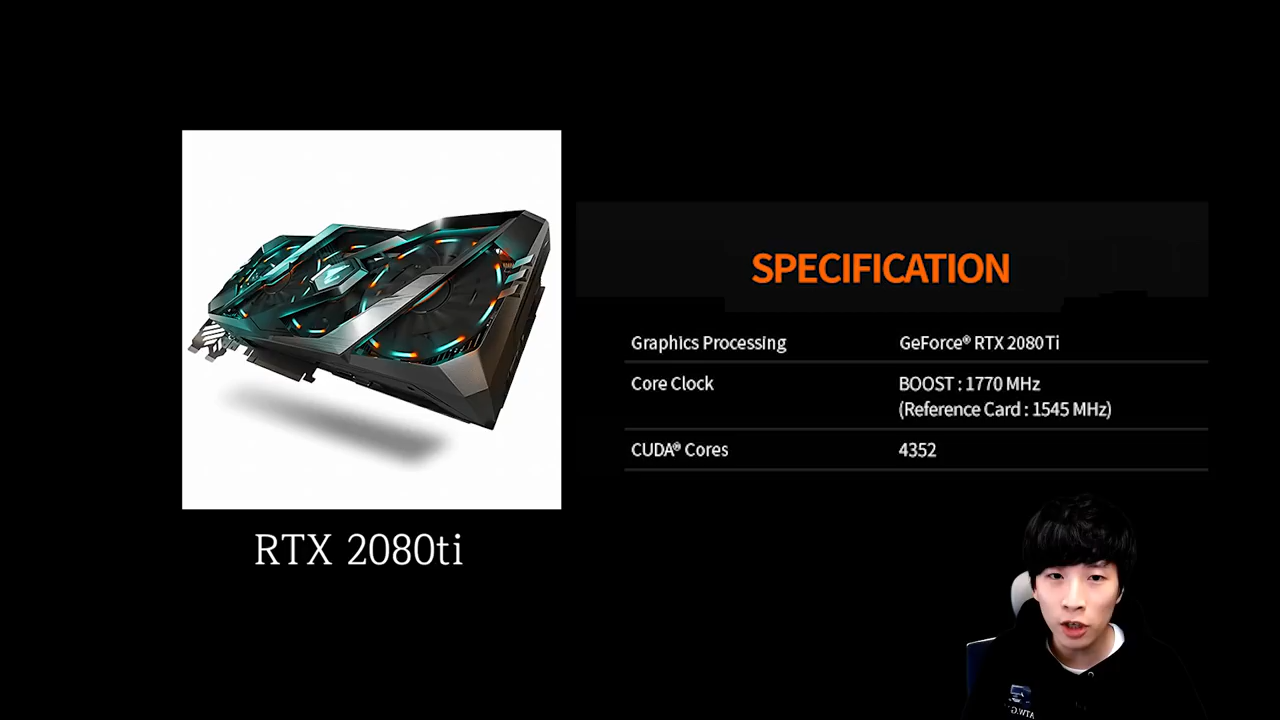 SPECIFICATION
Graphics Processing GeForce® RTX 2080Ti
Core Clock BOOST : 1770 MHz
(Reference Card : 1545 MHz)
CUDA® Cores 4352
RTX 2080ti